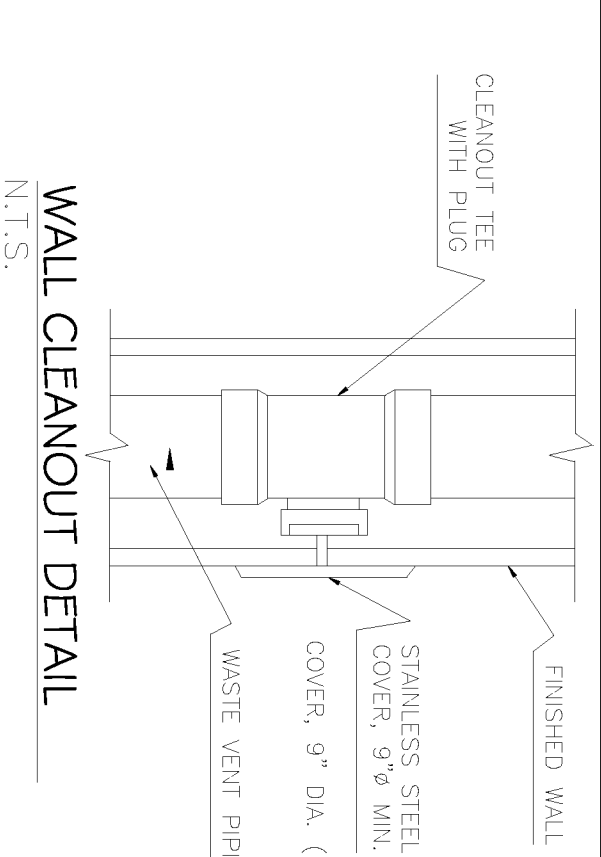 CLEANOUT TEE
WITH PLUG
FINISHED WALL
STAINLESS STEEL
COVER, 9"ø MIN.
COVER, 9" DIA. (
WASTE VENT
WALL CLEANOUT DETAIL
N.T.S.